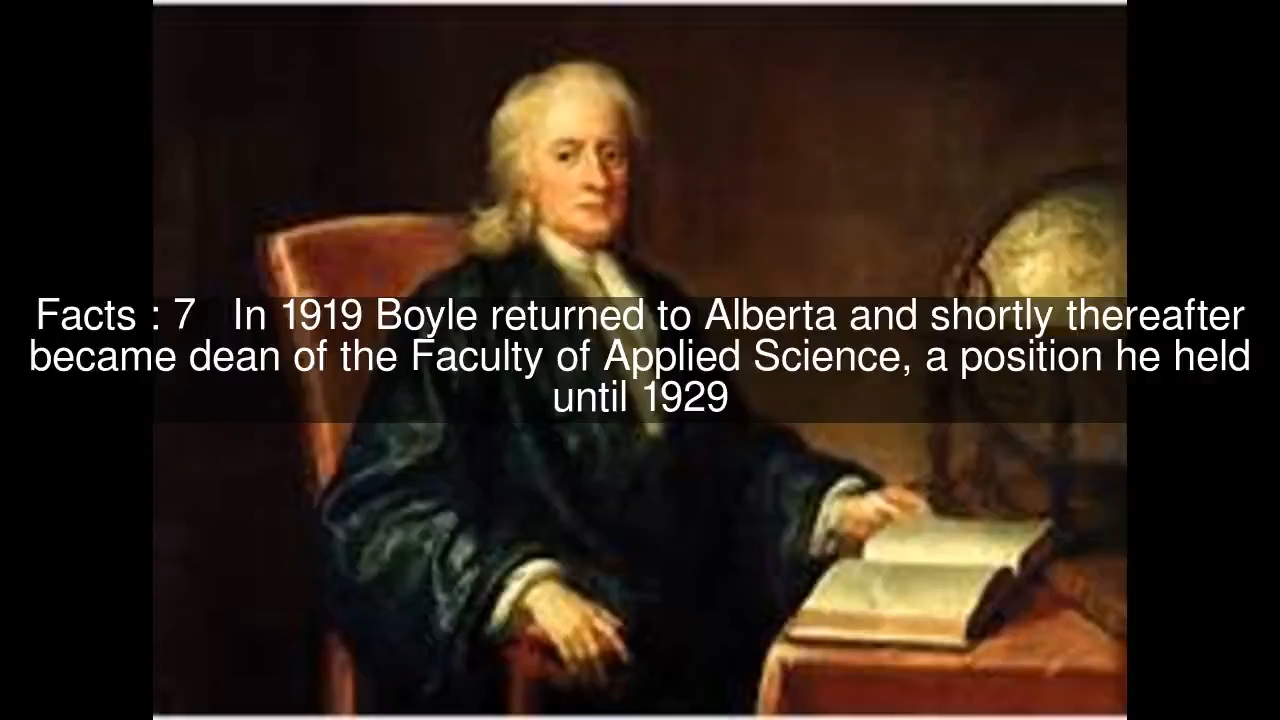 Facts : 7 In 1919 Boyle returned to Alberta and shortly thereafter
became dean of the Faculty of Applied Science, a position he held
until 1929